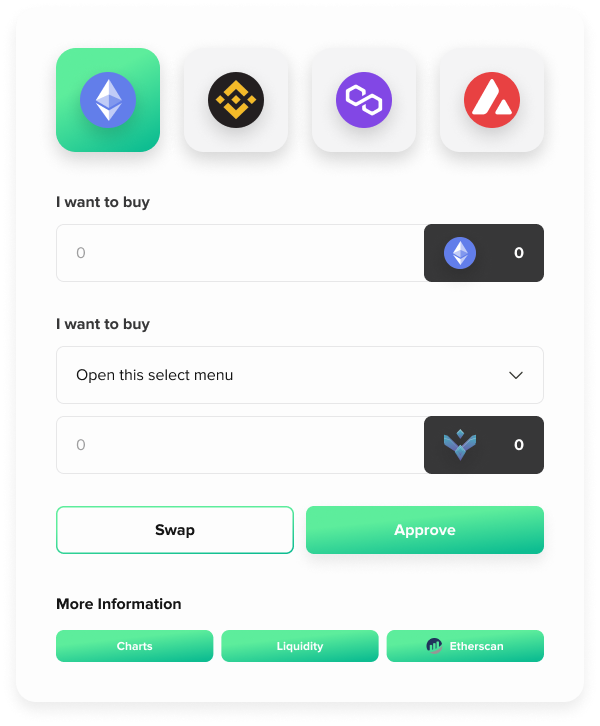 I want to buy
0
0
I want to buy
Open this select menu
0
0
Swap
Approve
More Information
Charts
Liquidity
Etherscan